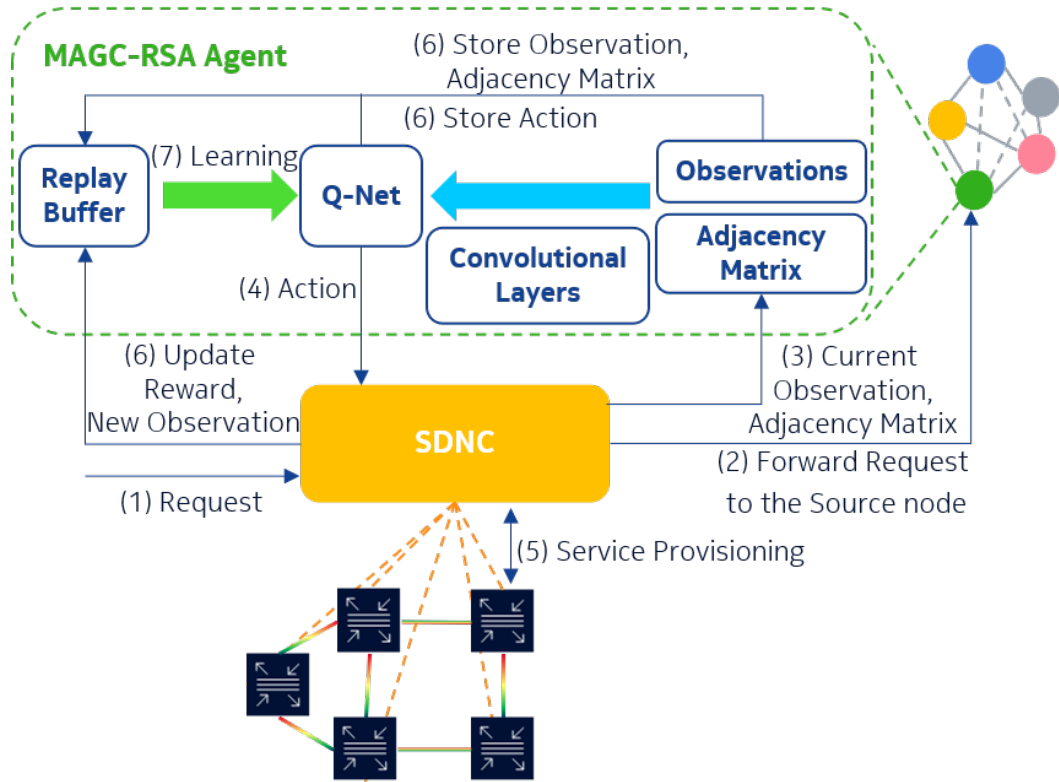 MAGC-RSA Agent
(6) Store Observation,
Adjacency Matrix
(6) Store Action
(7) Learning
Replay
Buffer
Q-Net
Observations
Convolutional
Layers
Adjacency
Matrix
(4) Action
(6) Update
Reward,
New Observation
(3) Current
Observation,
Adjacency Matrix
SDNC
(2) Forward Request
to the Source node
(1) Request
(5) Service Provisioning